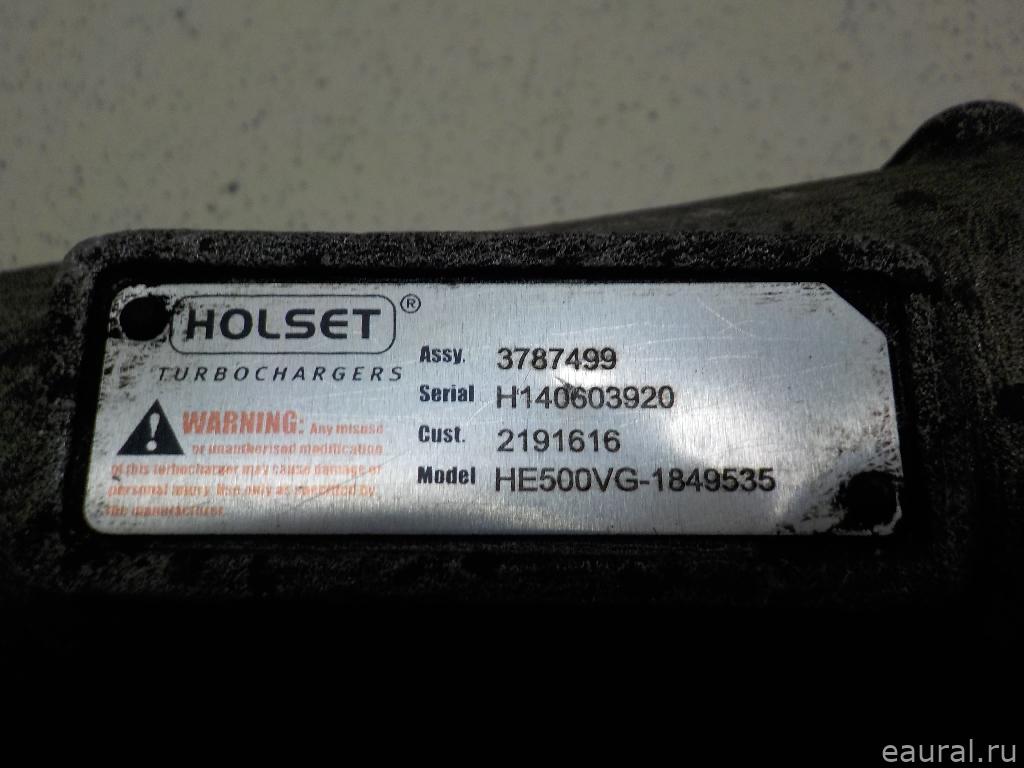 HOLSET®
TURBOCHARGERS
WARNING: Any misuse
or unauthorised modification
of this turbocharger may cause damage or
personal injury. Use only as specified by
the manufacturer.
Assy. 3787499
Serial H140603920
Cust. 2191616
Model HE500VG-1849535
eaural.ru